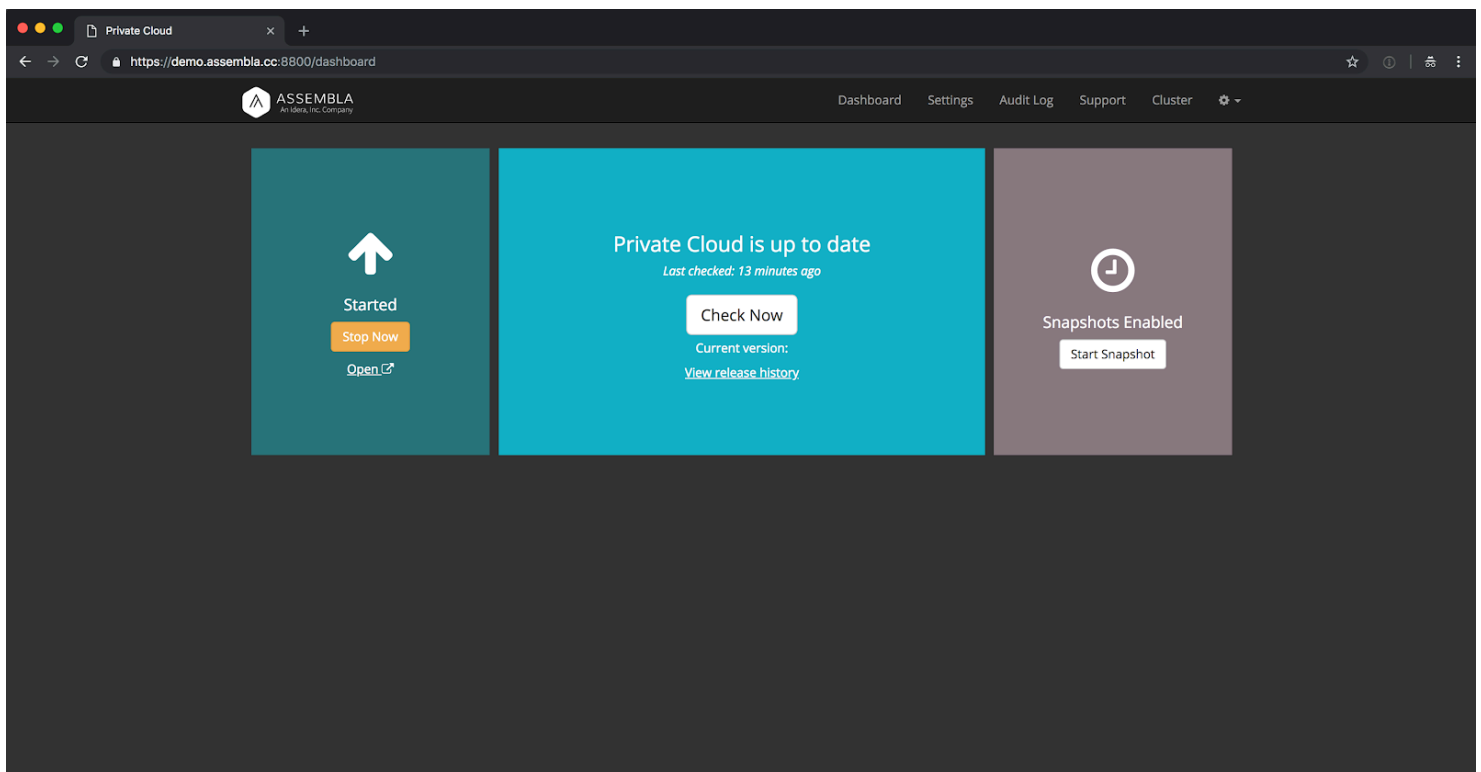 Private Cloud
https://demo.assembla.cc:8800/dashboard
ASSEMBLA
An Idera, Inc. Company
Dashboard Settings Audit Log Support Cluster
Started
Stop Now
Open
Private Cloud is up to date
Last checked: 13 minutes ago
Check Now
Current version:
View release history
Snapshots Enabled
Start Snapshot